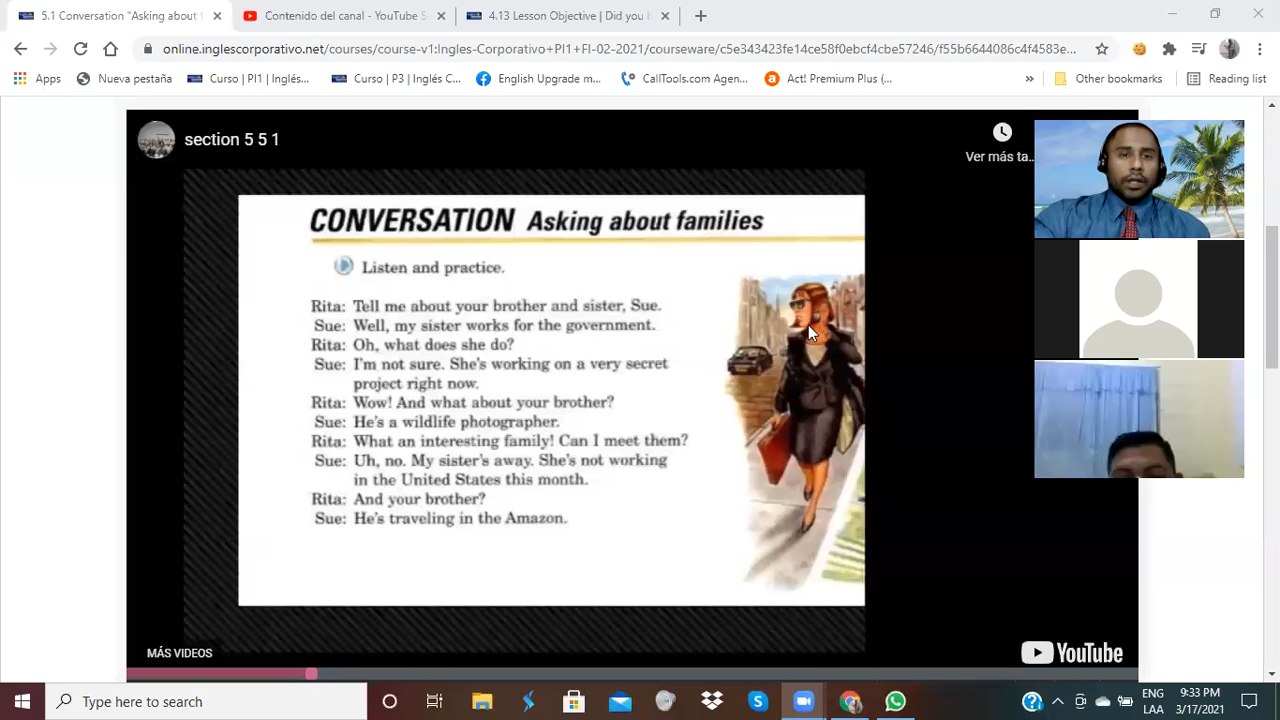 5.1 Conversation "Asking about f
Contenido del canal - YouTube S
4.13 Lesson Objective | Did you h
online.inglescorporativo.net/courses/course-v1:Ingles-Corporativo+PI1+FI-02-2021/courseware/c5e343423fe14ce58f0ebcf4cbe57246/f55b6644086c4f4583e...
Apps
Nueva pestaña
Curso | PI1 | Inglés...
Curso | P3 | Inglés C...
English Upgrade m...
CallTools.com Agen...
Act! Premium Plus (...
»
Other bookmarks
Reading list
section 5 5 1
Ver más ta...
CONVERSATION Asking about families
Listen and practice.
Rita: Tell me about your brother and sister, Sue.
Sue: Well, my sister works for the government.
Rita: Oh, what does she do?
Sue: I'm not sure. She's working on a very secret
project right now.
Rita: Wow! And what about your brother?
Sue: He's a wildlife photographer.
Rita: What an interesting family! Can I meet them?
Sue: Uh, no. My sister's away. She's not working
in the United States this month.
Rita: And your brother?
Sue: He's traveling in the Amazon.
MÁS VIDEOS
YouTube
Type here to search
ENG
LAA
9:33 PM
3/17/2021